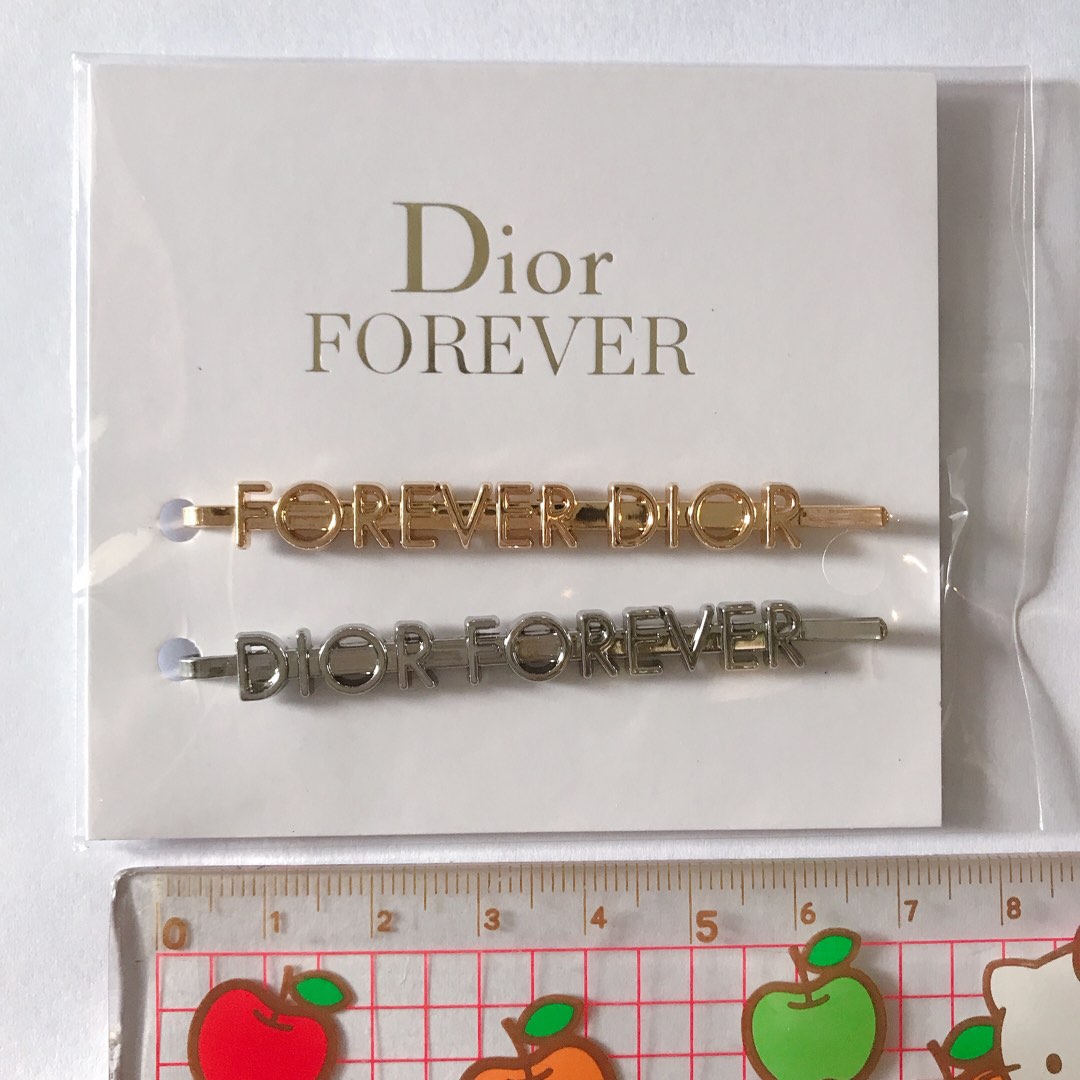 Dior
FOREVER
FOREVER DIOR
DIOR FOREVER
0 1 2 3 4 5 6 7 8